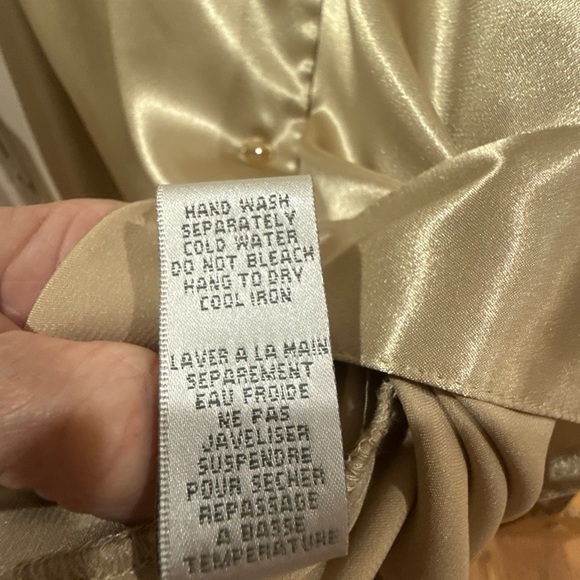 HAND WASH
SEPARATELY
COLD WATER
DO NOT BLEACH
HANG TO DRY
COOL IRON
LAVER A LA MAIN
SEPAREMENT
EAU FROIDE
NE PAS
JAVELISER
SUSPENDRE
POUR SECHER
REPASSAGE
A BASSE
TEMPERATURE